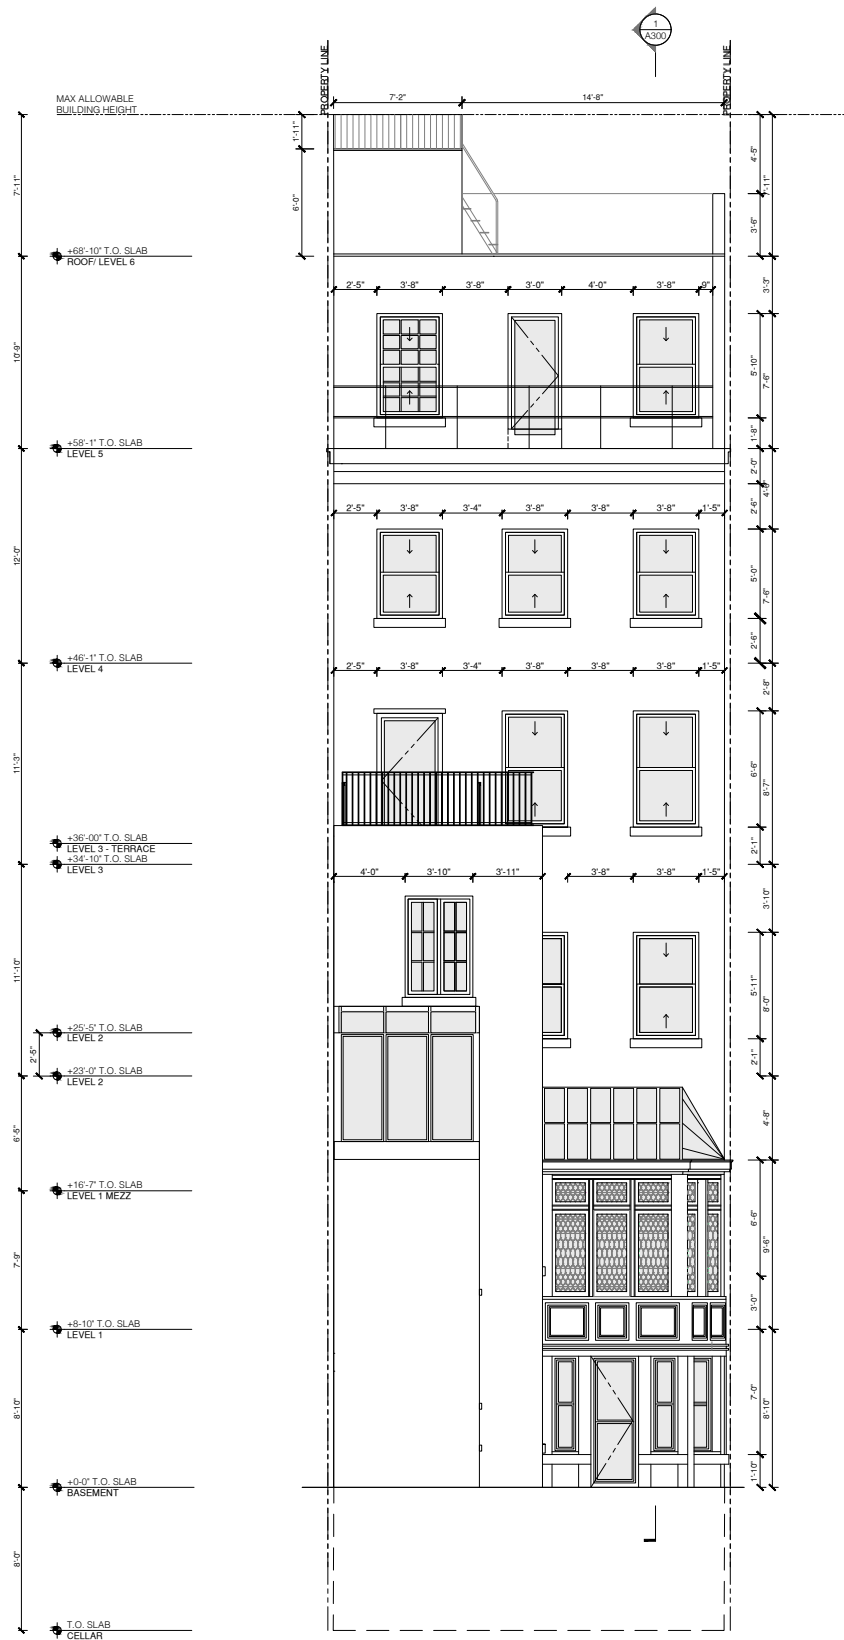 1
A300
PROPERTY LINE
PROPERTY LINE
MAX ALLOWABLE
BUILDING HEIGHT
7'-2" 14'-8"
1'-11"
4'-5"
7'-11"
7'-11"
6'-0"
3'-6"
+68'-10" T.O. SLAB
ROOF/ LEVEL 6
2'-5" 3'-8" 3'-8" 3'-0" 4'-0" 3'-8" 9"
3'-3"
10'-9"
5'-10"
7'-6"
1'-8"
+58'-1" T.O. SLAB
LEVEL 5
2'-0"
2'-6"
2'-5" 3'-8" 3'-4" 3'-8" 3'-8" 3'-8" 1'-5"
12'-0"
5'-0"
7'-6"
2'-6"
+46'-1" T.O. SLAB
LEVEL 4
2'-5" 3'-8" 3'-4" 3'-8" 3'-8" 3'-8" 1'-5"
2'-8"
11'-3"
6'-6"
8'-7"
2'-1"
+36'-00" T.O. SLAB
LEVEL 3 - TERRACE
+34'-10" T.O. SLAB
LEVEL 3
4'-0" 3'-10" 3'-11" 3'-8" 3'-8" 1'-5"
3'-10"
11'-10"
5'-11"
8'-0"
2'-1"
+25'-5" T.O. SLAB
LEVEL 2
2'-5"
+23'-0" T.O. SLAB
LEVEL 2
4'-8"
6'-5"
+16'-7" T.O. SLAB
LEVEL 1 MEZZ
6'-6"
9'-6"
7'-9"
3'-0"
+8'-10" T.O. SLAB
LEVEL 1
7'-0"
8'-10"
8'-10"
1'-10"
+0-0" T.O. SLAB
BASEMENT
8'-0"
T.O. SLAB
CELLAR